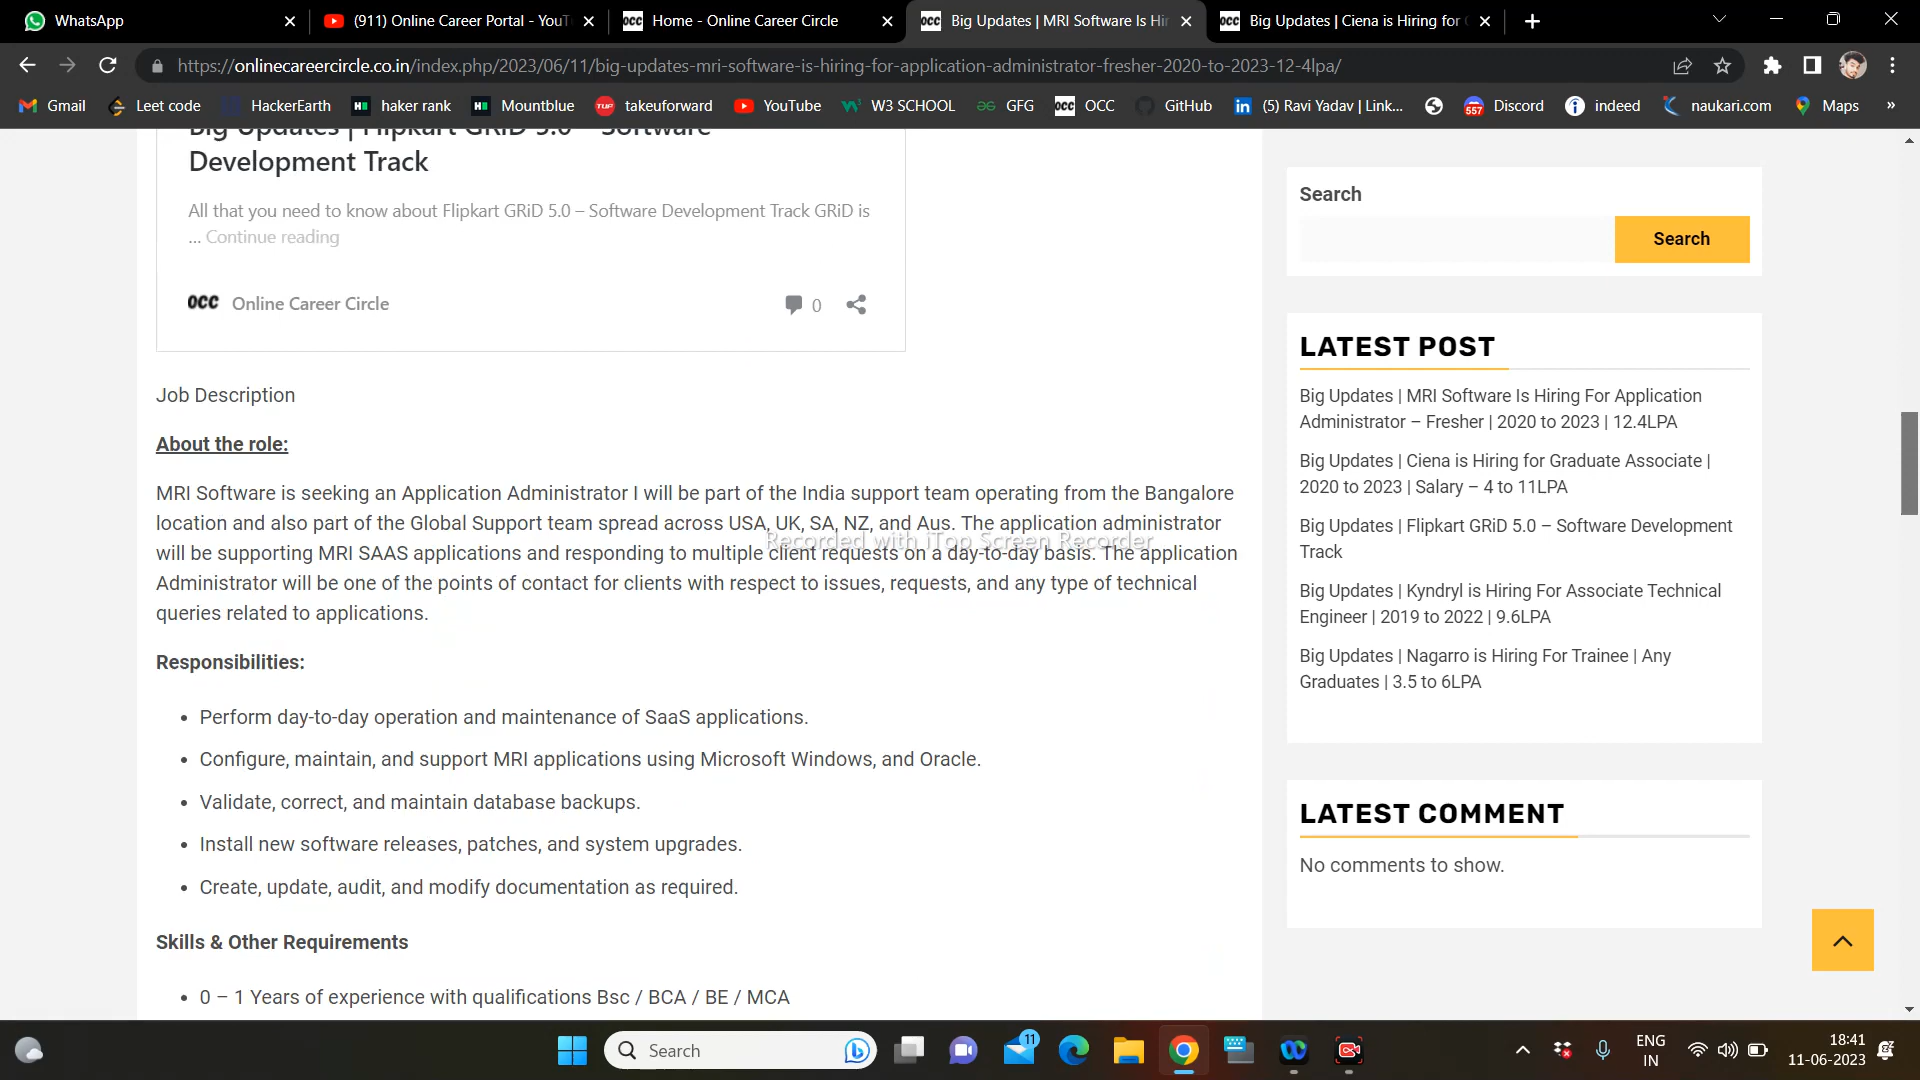 WhatsApp
(911) Online Career Portal - YouT
Home - Online Career Circle
Big Updates | MRI Software Is Hir
Big Updates | Ciena is Hiring for
https://onlinecareercircle.co.in/index.php/2023/06/11/big-updates-mri-software-is-hiring-for-application-administrator-fresher-2020-to-2023-12-4lpa/
Gmail
Leet code
HackerEarth
haker rank
Mountblue
takeuforward
YouTube
W3 SCHOOL
GFG
OCC
GitHub
(5) Ravi Yadav | Link...
557
Discord
indeed
naukari.com
Maps
»
Big Updates | Flipkart GRiD 5.0 – Software
Development Track
All that you need to know about Flipkart GRiD 5.0 – Software Development Track GRiD is
... Continue reading
OCC Online Career Circle
0
Job Description
About the role:
MRI Software is seeking an Application Administrator I will be part of the India support team operating from the Bangalore
location and also part of the Global Support team spread across USA, UK, SA, NZ, and Aus. The application administrator
will be supporting MRI SAAS applications and responding to multiple client requests on a day-to-day basis. The application
Administrator will be one of the points of contact for clients with respect to issues, requests, and any type of technical
queries related to applications.
Recorded with iTop Screen Recorder
Responsibilities:
• Perform day-to-day operation and maintenance of SaaS applications.
• Configure, maintain, and support MRI applications using Microsoft Windows, and Oracle.
• Validate, correct, and maintain database backups.
• Install new software releases, patches, and system upgrades.
• Create, update, audit, and modify documentation as required.
Skills & Other Requirements
• 0 – 1 Years of experience with qualifications Bsc / BCA / BE / MCA
Search
Search
LATEST POST
Big Updates | MRI Software Is Hiring For Application
Administrator – Fresher | 2020 to 2023 | 12.4LPA
Big Updates | Ciena is Hiring for Graduate Associate |
2020 to 2023 | Salary – 4 to 11LPA
Big Updates | Flipkart GRiD 5.0 – Software Development
Track
Big Updates | Kyndryl is Hiring For Associate Technical
Engineer | 2019 to 2022 | 9.6LPA
Big Updates | Nagarro is Hiring For Trainee | Any
Graduates | 3.5 to 6LPA
LATEST COMMENT
No comments to show.
Search
11
ENG
IN
18:41
11-06-2023